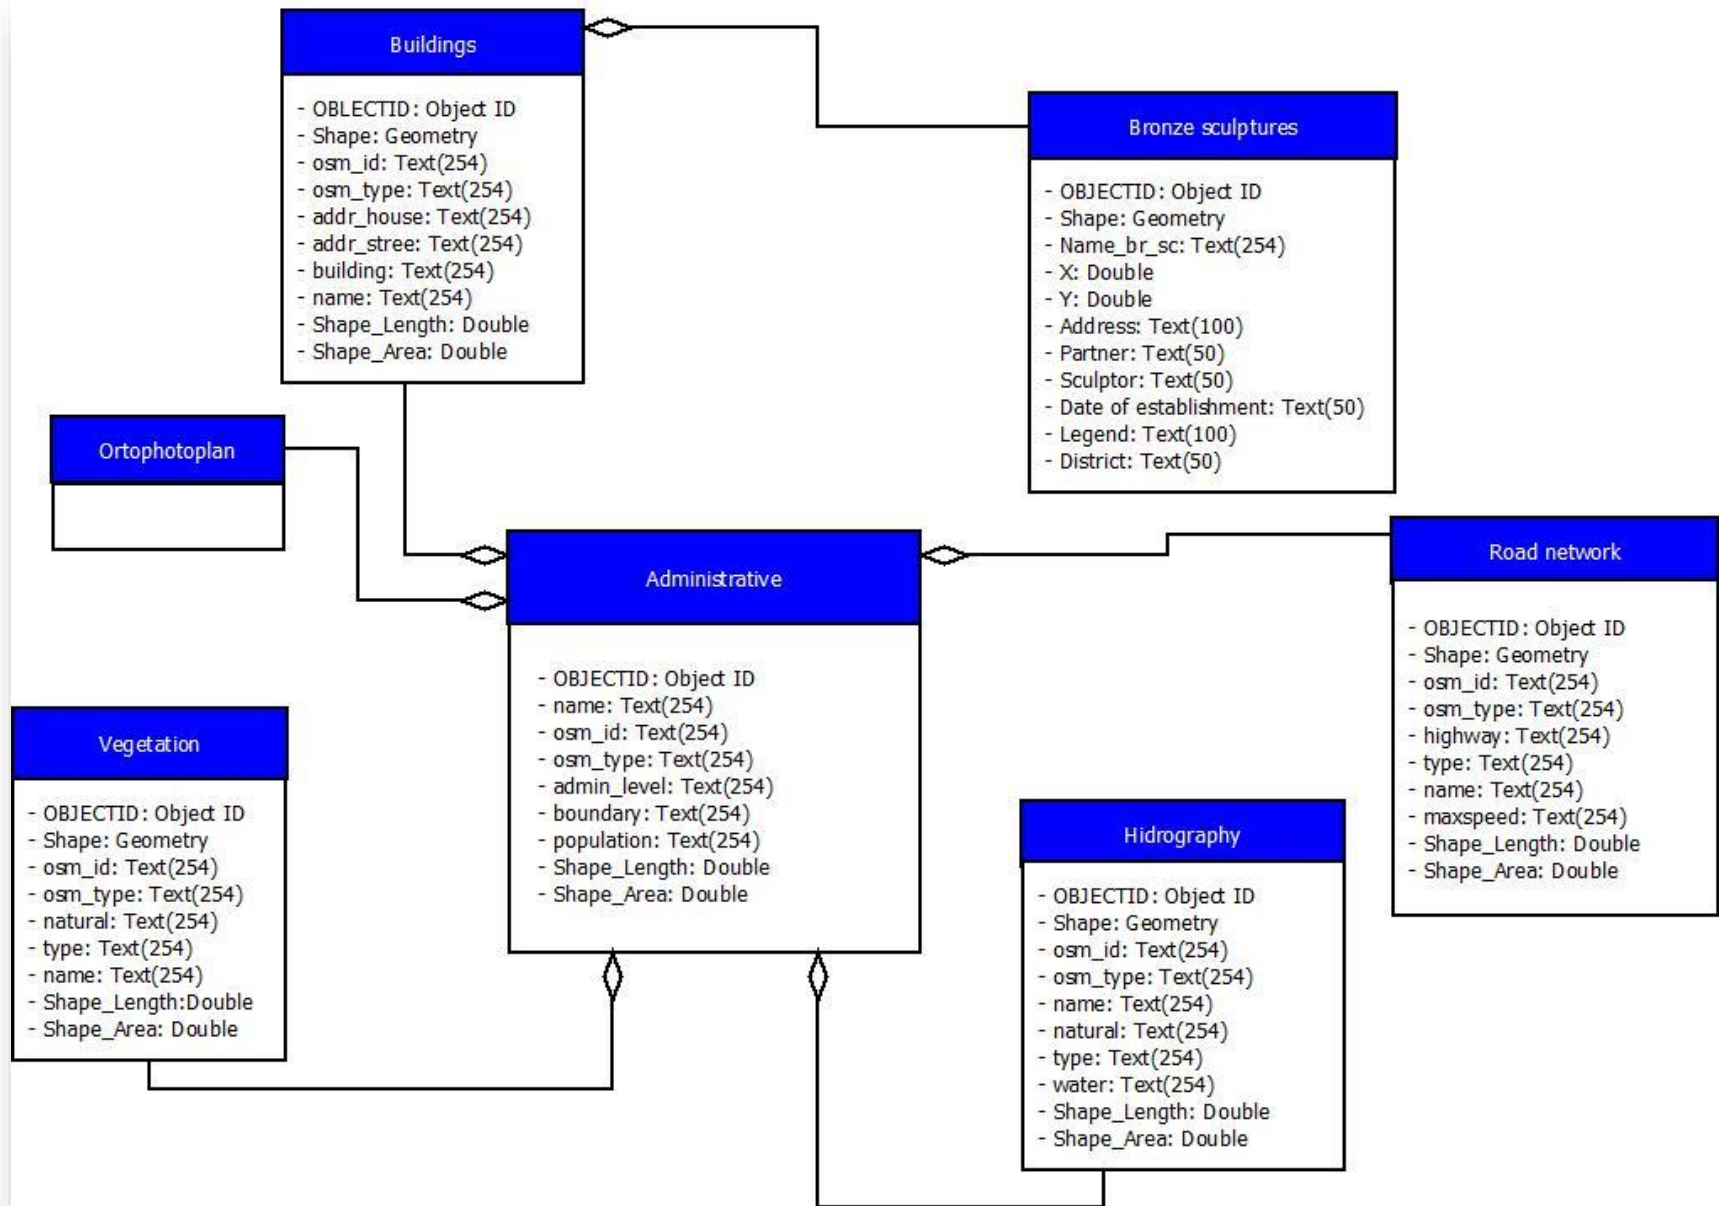 Buildings
- OBLECTID: Object ID
- Shape: Geometry
- osm_id: Text(254)
- osm_type: Text(254)
- addr_house: Text(254)
- addr_stree: Text(254)
- building: Text(254)
- name: Text(254)
- Shape_Length: Double
- Shape_Area: Double
Bronze sculptures
- OBJECTID: Object ID
- Shape: Geometry
- Name_br_sc: Text(254)
- X: Double
- Y: Double
- Address: Text(100)
- Partner: Text(50)
- Sculptor: Text(50)
- Date of establishment: Text(50)
- Legend: Text(100)
- District: Text(50)
Ortophotoplan
Administrative
- OBJECTID: Object ID
- name: Text(254)
- osm_id: Text(254)
- osm_type: Text(254)
- admin_level: Text(254)
- boundary: Text(254)
- population: Text(254)
- Shape_Length: Double
- Shape_Area: Double
Road network
- OBJECTID: Object ID
- Shape: Geometry
- osm_id: Text(254)
- osm_type: Text(254)
- highway: Text(254)
- type: Text(254)
- name: Text(254)
- maxspeed: Text(254)
- Shape_Length: Double
- Shape_Area: Double
Vegetation
- OBJECTID: Object ID
- Shape: Geometry
- osm_id: Text(254)
- osm_type: Text(254)
- natural: Text(254)
- type: Text(254)
- name: Text(254)
- Shape_Length:Double
- Shape_Area: Double
Hidrography
- OBJECTID: Object ID
- Shape: Geometry
- osm_id: Text(254)
- osm_type: Text(254)
- name: Text(254)
- natural: Text(254)
- type: Text(254)
- water: Text(254)
- Shape_Length: Double
- Shape_Area: Double